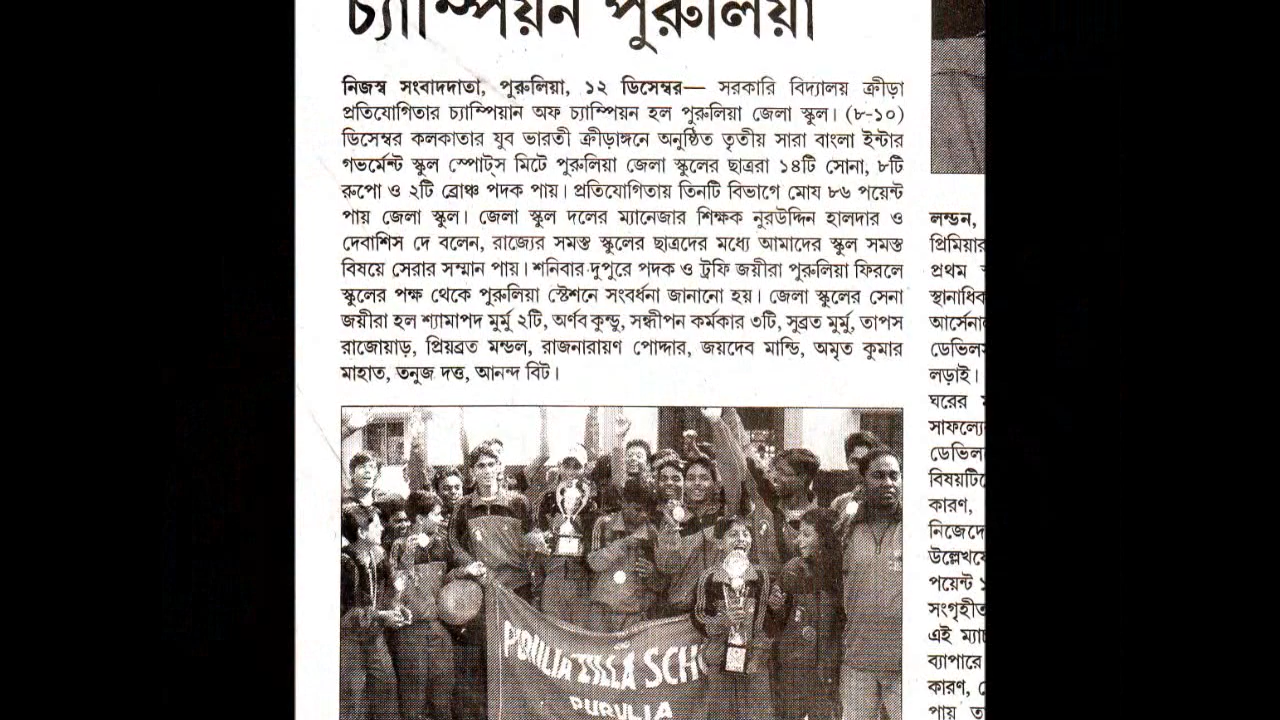 চ্যাম্পিয়ন পুরুলিয়া
নিজস্ব সংবাদদাতা, পুরুলিয়া, ১২ ডিসেম্বর— সরকারি বিদ্যালয় ক্রীড়া
প্রতিযোগিতার চ্যাম্পিয়ান অফ চ্যাম্পিয়ন হল পুরুলিয়া জেলা স্কুল। (৮-১০)
ডিসেম্বর কলকাতার যুব ভারতী ক্রীড়াঙ্গনে অনুষ্ঠিত তৃতীয় সারা বাংলা ইন্টার
গভর্মেন্ট স্কুল স্পোর্টস মিটে পুরুলিয়া জেলা স্কুলের ছাত্ররা ১৪টি সোনা, ৮টি
রুপো ও ২টি ব্রোঞ্চ পদক পায়। প্রতিযোগিতায় তিনটি বিভাগে মোয ৮৬ পয়েন্ট
পায় জেলা স্কুল। জেলা স্কুল দলের ম্যানেজার শিক্ষক নুরউদ্দিন হালদার ও
দেবাশিস দে বলেন, রাজ্যের সমস্ত স্কুলের ছাত্রদের মধ্যে আমাদের স্কুল সমস্ত
বিষয়ে সেরার সম্মান পায়। শনিবার দুপুরে পদক ও ট্রফি জয়ীরা পুরুলিয়া ফিরলে
স্কুলের পক্ষ থেকে পুরুলিয়া স্টেশনে সংবর্ধনা জানানো হয়। জেলা স্কুলের সেনা
জয়ীরা হল শ্যামাপদ মুর্মু ২টি, অর্ণব কুন্ডু, সন্দীপন কর্মকার ৩টি, সুব্রত মুর্মু, তাপস
রাজোয়াড়, প্রিয়ব্রত মন্ডল, রাজনারায়ণ পোদ্দার, জয়দেব মান্ডি, অমৃত কুমার
মাহাত, তনুজ দত্ত, আনন্দ বিট।
PURULIA ZILLA SCH
PURULIA
লন্ডন,
প্রিমিয়ার
প্রথম
স্থানাধিক
আর্সেনা
ডেভিলস
লড়াই।
ঘরের
সাফল্যে
ডেভিল
বিষয়টি
কারণ,
নিজেদে
উল্লেখযে
পয়েন্ট
সংগৃহীত
এই ম্যা
ব্যাপারে
কারণ,
পায়